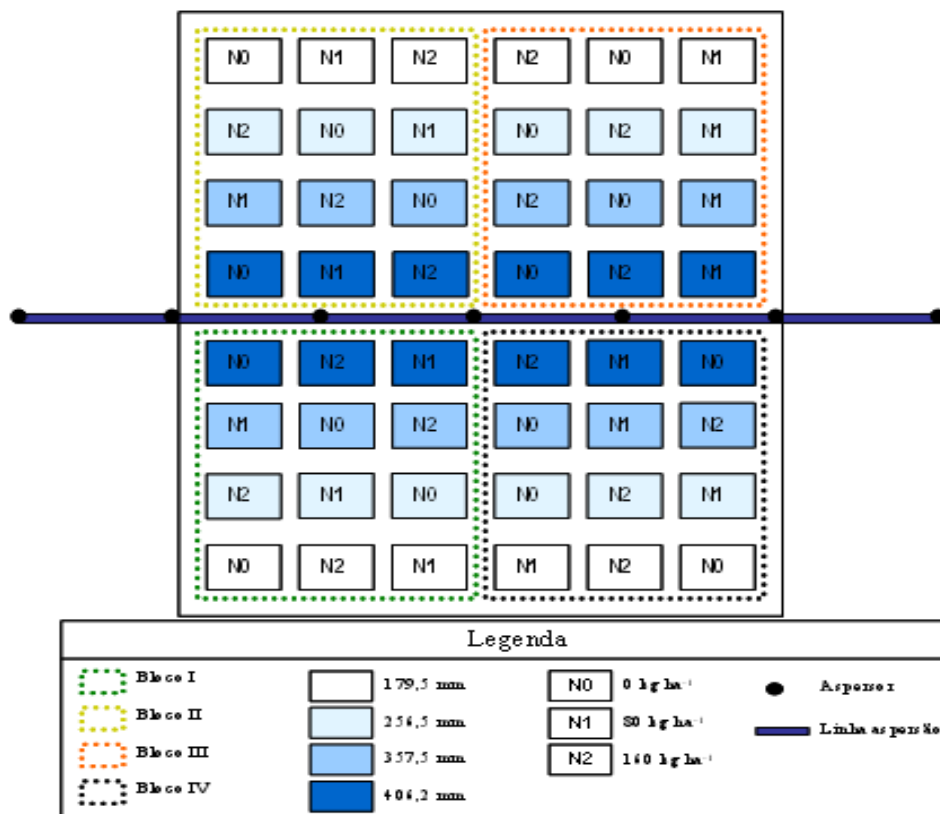 N0 N1 N2 N2 N0 N1
N2 N0 N1 N0 N2 N1
N1 N2 N0 N2 N0 N1
N0 N1 N2 N0 N2 N1
N0 N2 N1 N2 N1 N0
N1 N0 N2 N0 N1 N2
N2 N1 N0 N0 N2 N1
N0 N2 N1 N1 N2 N0
Legenda
Bloco I
Bloco II
Bloco III
Bloco IV
179,5 mm
256,5 mm
357,5 mm
406,2 mm
N0 0 kg ha⁻¹
N1 80 kg ha⁻¹
N2 160 kg ha⁻¹
Aspersor
Linha aspersão